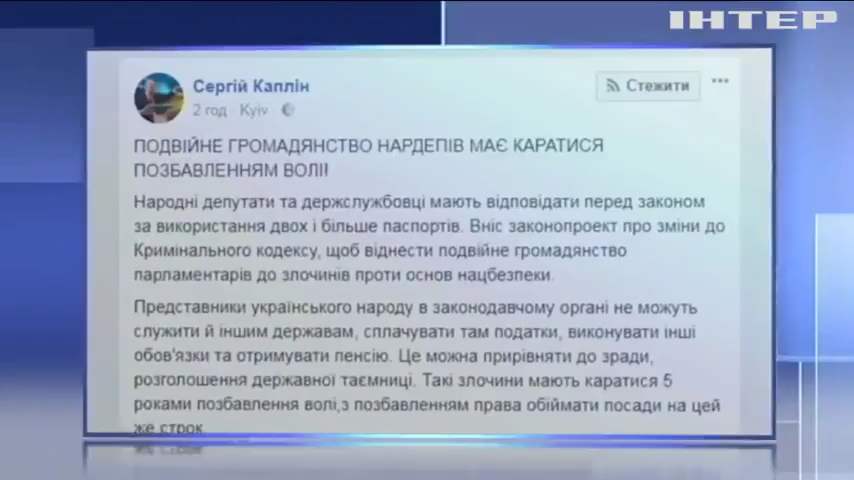 ІНТЕР
Сергій Каплін
Стежити
2 год · Kyiv ·
ПОДВІЙНЕ ГРОМАДЯНСТВО НАРДЕПІВ МАЄ КАРАТИСЯ
ПОЗБАВЛЕННЯМ ВОЛІ!
Народні депутати та держслужбовці мають відповідати перед законом
за використання двох і більше паспортів. Вніс законопроект про зміни до
Кримінального кодексу, щоб віднести подвійне громадянство
парламентарів до злочинів проти основ нацбезпеки.
Представники українського народу в законодавчому органі не можуть
служити й іншим державам, сплачувати там податки, виконувати інші
обов'язки та отримувати пенсію. Це можна прирівняти до зради,
розголошення державної таємниці. Такі злочини мають каратися 5
роками позбавлення волі,з позбавленням права обіймати посади на цей
же строк